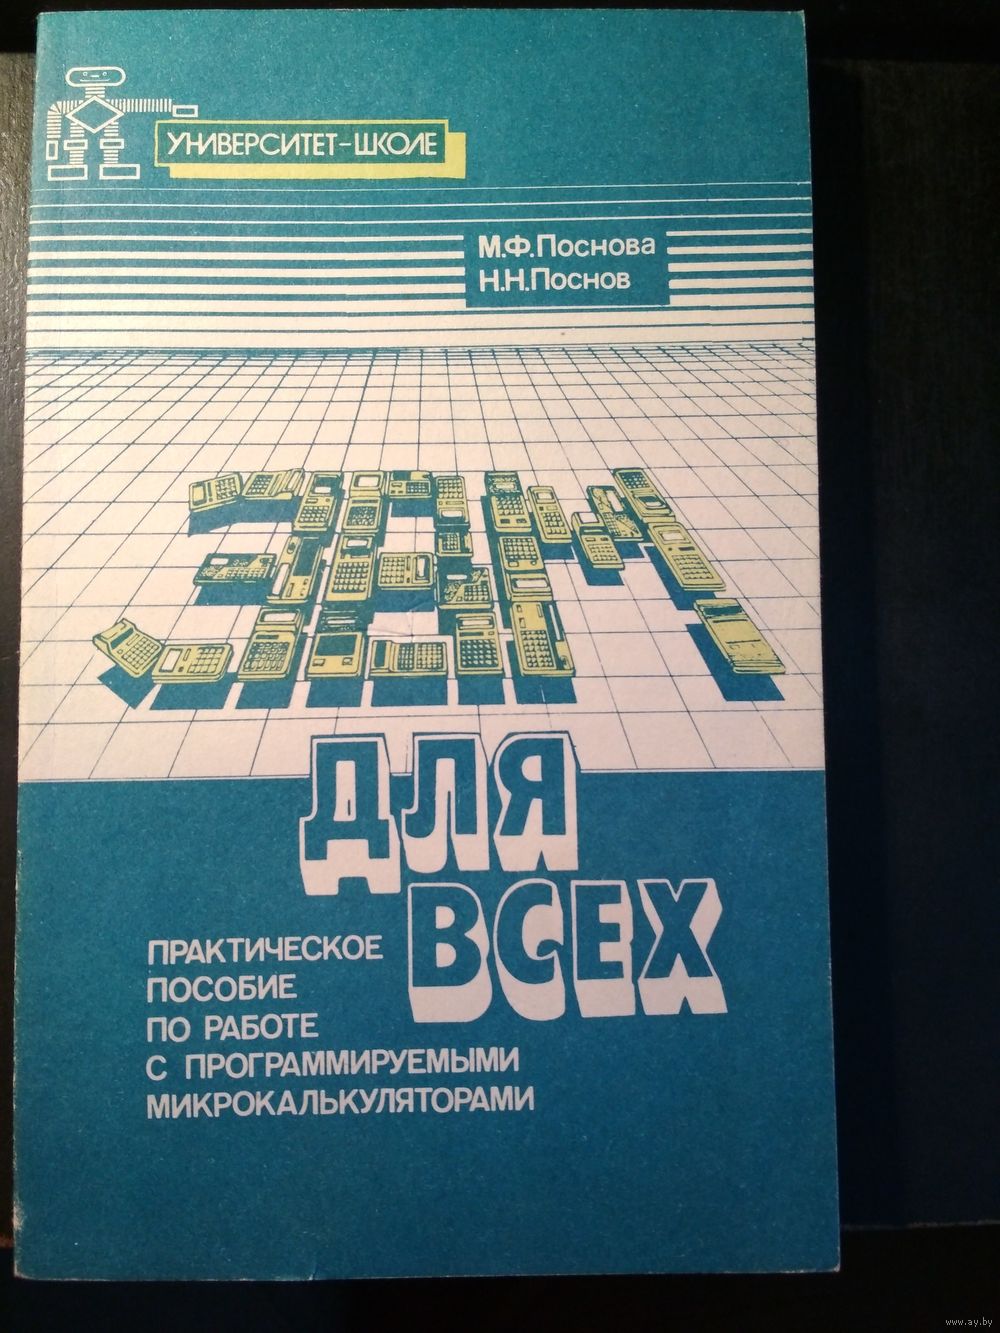 УНИВЕРСИТЕТ-ШКОЛЕ
М.Ф.Поснова
Н.Н.Поснов
ЭВМ
ДЛЯ
ВСЕХ
ПРАКТИЧЕСКОЕ
ПОСОБИЕ
ПО РАБОТЕ
С ПРОГРАММИРУЕМЫМИ
МИКРОКАЛЬКУЛЯТОРАМИ
www.ay.by